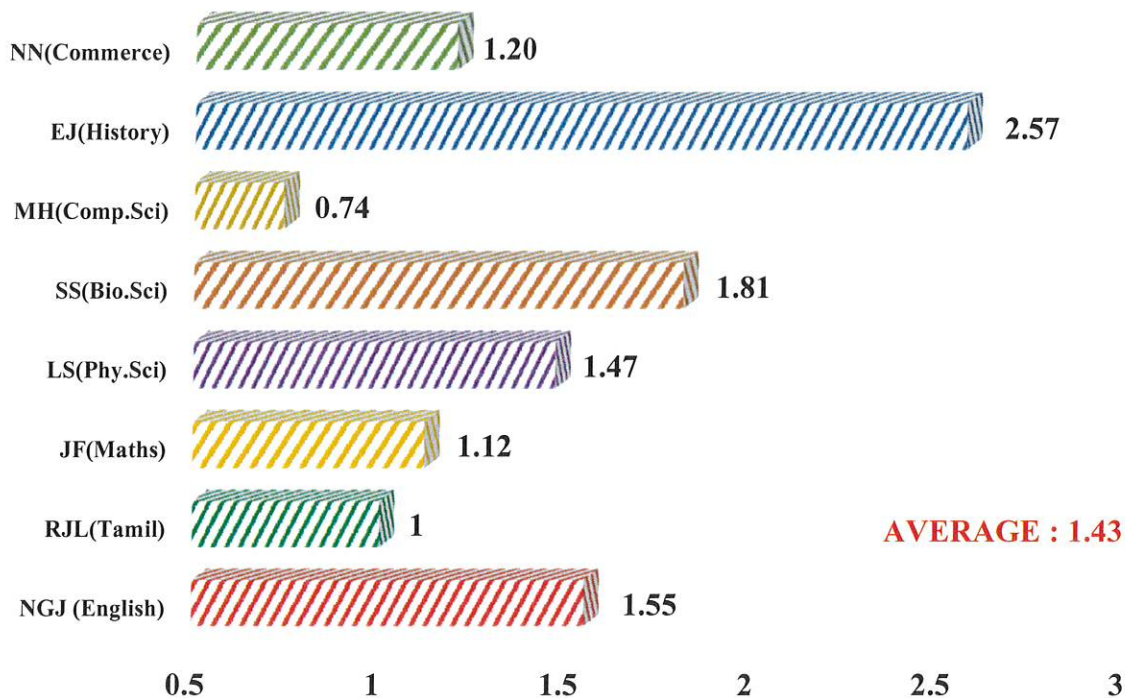 NN(Commerce) 1.20
EJ(History) 2.57
MH(Comp.Sci) 0.74
SS(Bio.Sci) 1.81
LS(Phy.Sci) 1.47
JF(Maths) 1.12
RJL(Tamil) 1 AVERAGE : 1.43
NGJ (English) 1.55
0.5 1 1.5 2 2.5 3